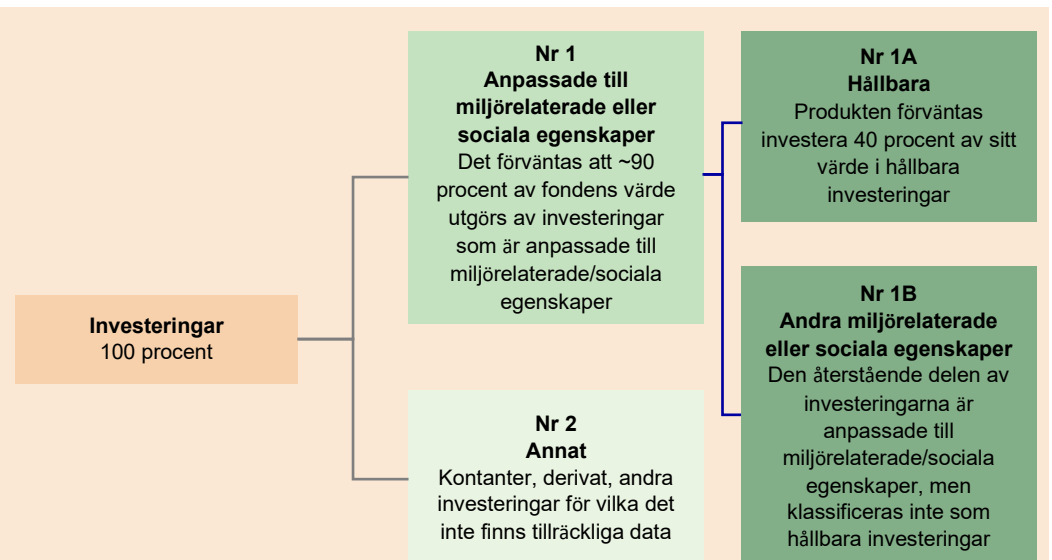 Investeringar
100 procent
Nr 1
Anpassade till
miljörelaterade eller
sociala egenskaper
Det förväntas att ~90
procent av fondens värde
utgörs av investeringar
som är anpassade till
miljörelaterade/sociala
egenskaper
Nr 2
Annat
Kontanter, derivat, andra
investeringar för vilka det
inte finns tillräckliga data
Nr 1A
Hållbara
Produkten förväntas
investera 40 procent av sitt
värde i hållbara
investeringar
Nr 1B
Andra miljörelaterade
eller sociala egenskaper
Den återstående delen av
investeringarna är
anpassade till
miljörelaterade/sociala
egenskaper, men
klassificeras inte som
hållbara investeringar